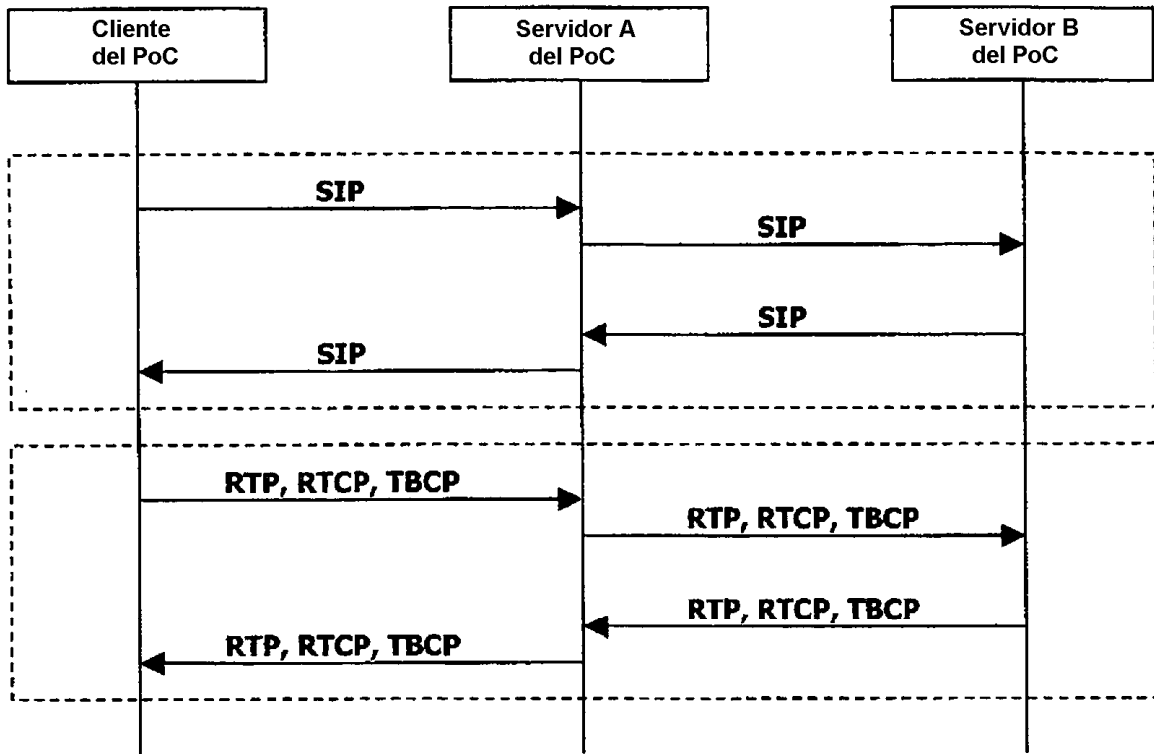 Cliente
del PoC
Servidor A
del PoC
Servidor B
del PoC
SIP
SIP
SIP
SIP
RTP, RTCP, TBCP
RTP, RTCP, TBCP
RTP, RTCP, TBCP
RTP, RTCP, TBCP